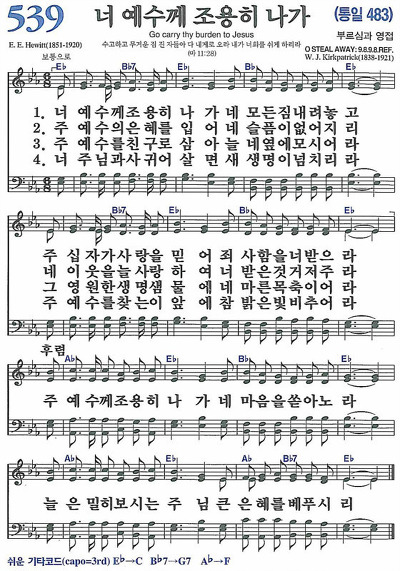 539 너 예수께 조용히 나가 (통일 483)
Go carry thy burden to Jesus 부르심과 영접
E. E. Hewitt(1851-1920) 수고하고 무거운 짐 진 자들아 다 내게로 오라 내가 너희를 쉬게 하리라 O STEAL AWAY: 9.8.9.8.REF.
보통으로 (마 11:28) W. J. Kirkpatrick(1838-1921)
E♭ B♭7 E♭ B♭ B♭7 E♭
1. 너 예수께조용히 나 가 네 모든짐내려놓 고
2. 주 예수의은혜를 입 어 네 슬픔이없어지 리
3. 주 예수를친구로 삼 아 늘 네옆에모시어 라
4. 너 주님과사귀어 살 면 새 생명이넘치리 라
B♭7 E♭ B♭ B♭7 E♭
주 십자가사랑을 믿 어 죄 사함을너받으 라
네 이웃을늘사랑 하 여 너 받은것거저주 라
그 영원한생명샘 물 에 네 마른목축이어 라
주 예수를찾는이 앞 에 참 밝은빛비추어 라
후렴
E♭ A♭ E♭ B♭ B♭7 E♭
주 예수께조용히 나 가 네 마음을쏟아노 라
A♭ E♭ A♭ B♭7 E♭
늘 은밀히보시는 주 님 큰 은혜를베푸시 리
쉬운 기타코드(capo=3rd) E♭→C B♭7→G7 A♭→F